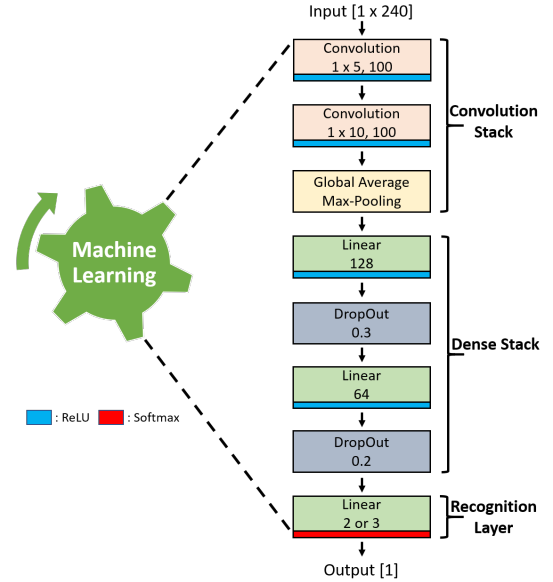 Input [1 x 240]
Convolution
1 x 5, 100
Convolution
1 x 10, 100
Global Average
Max-Pooling
Convolution
Stack
Linear
128
DropOut
0.3
Linear
64
DropOut
0.2
Dense Stack
Linear
2 or 3
Recognition
Layer
Output [1]
Machine
Learning
: ReLU
: Softmax